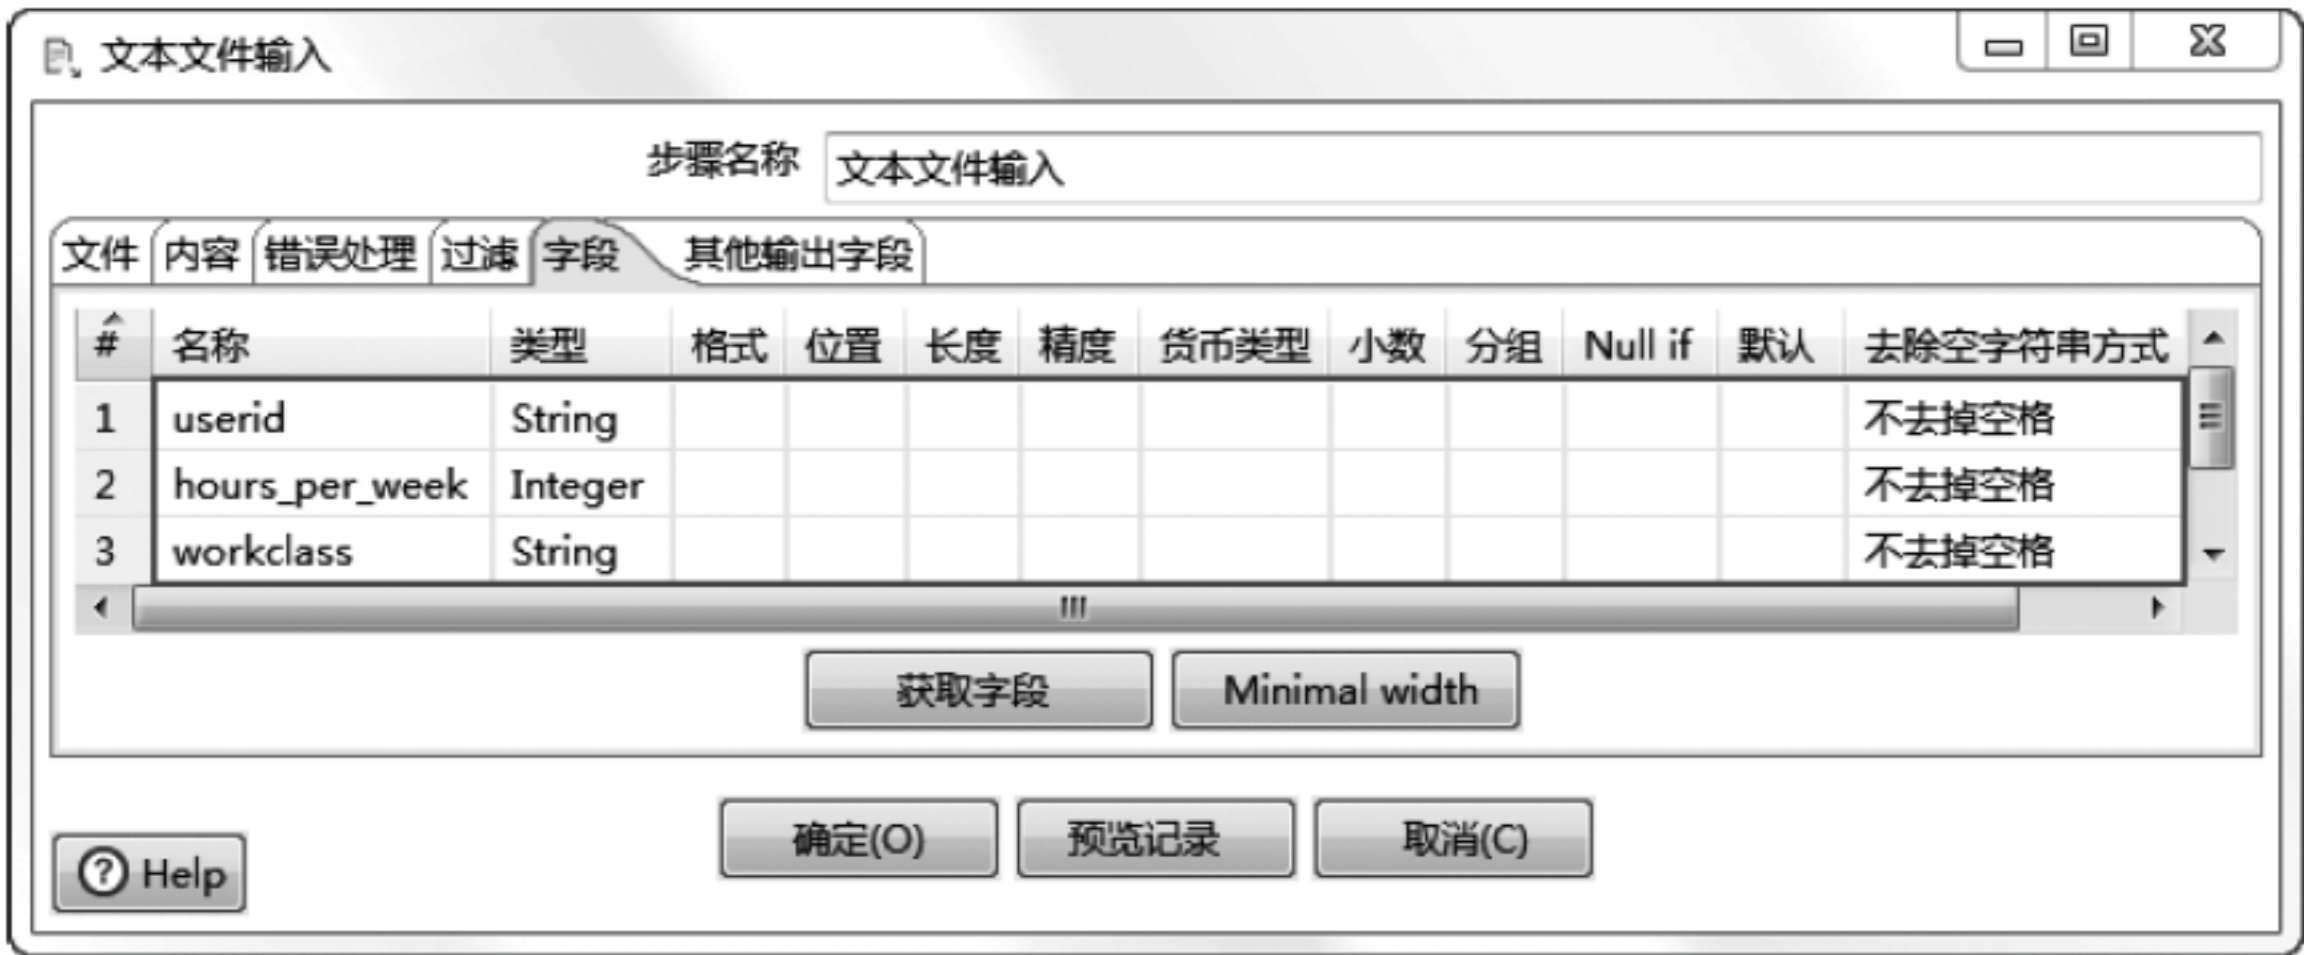 文本文件输入
步骤名称 文本文件输入
文件 内容 错误处理 过滤 字段 其他输出字段
# 名称 类型 格式 位置 长度 精度 货币类型 小数 分组 Null if 默认 去除空字符串方式
1 userid String 不去掉空格
2 hours_per_week Integer 不去掉空格
3 workclass String 不去掉空格
获取字段 Minimal width
确定(O) 预览记录 取消(C)
Help